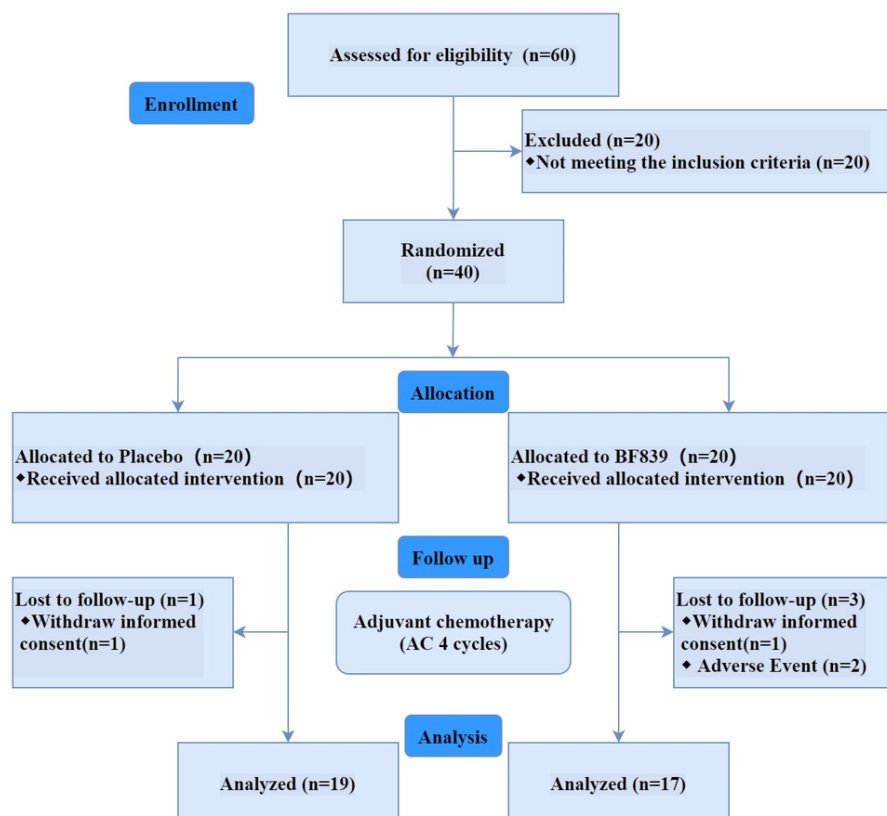 Assessed for eligibility (n=60)
Enrollment
Excluded (n=20)
◆Not meeting the inclusion criteria (n=20)
Randomized
(n=40)
Allocation
Allocated to Placebo（n=20)
◆Received allocated intervention（n=20)
Allocated to BF839（n=20)
◆Received allocated intervention（n=20)
Follow up
Lost to follow-up (n=1)
◆Withdraw informed
consent(n=1)
Adjuvant chemotherapy
(AC 4 cycles)
Lost to follow-up (n=3)
◆Withdraw informed
consent(n=1)
◆ Adverse Event (n=2)
Analysis
Analyzed (n=19)
Analyzed (n=17)